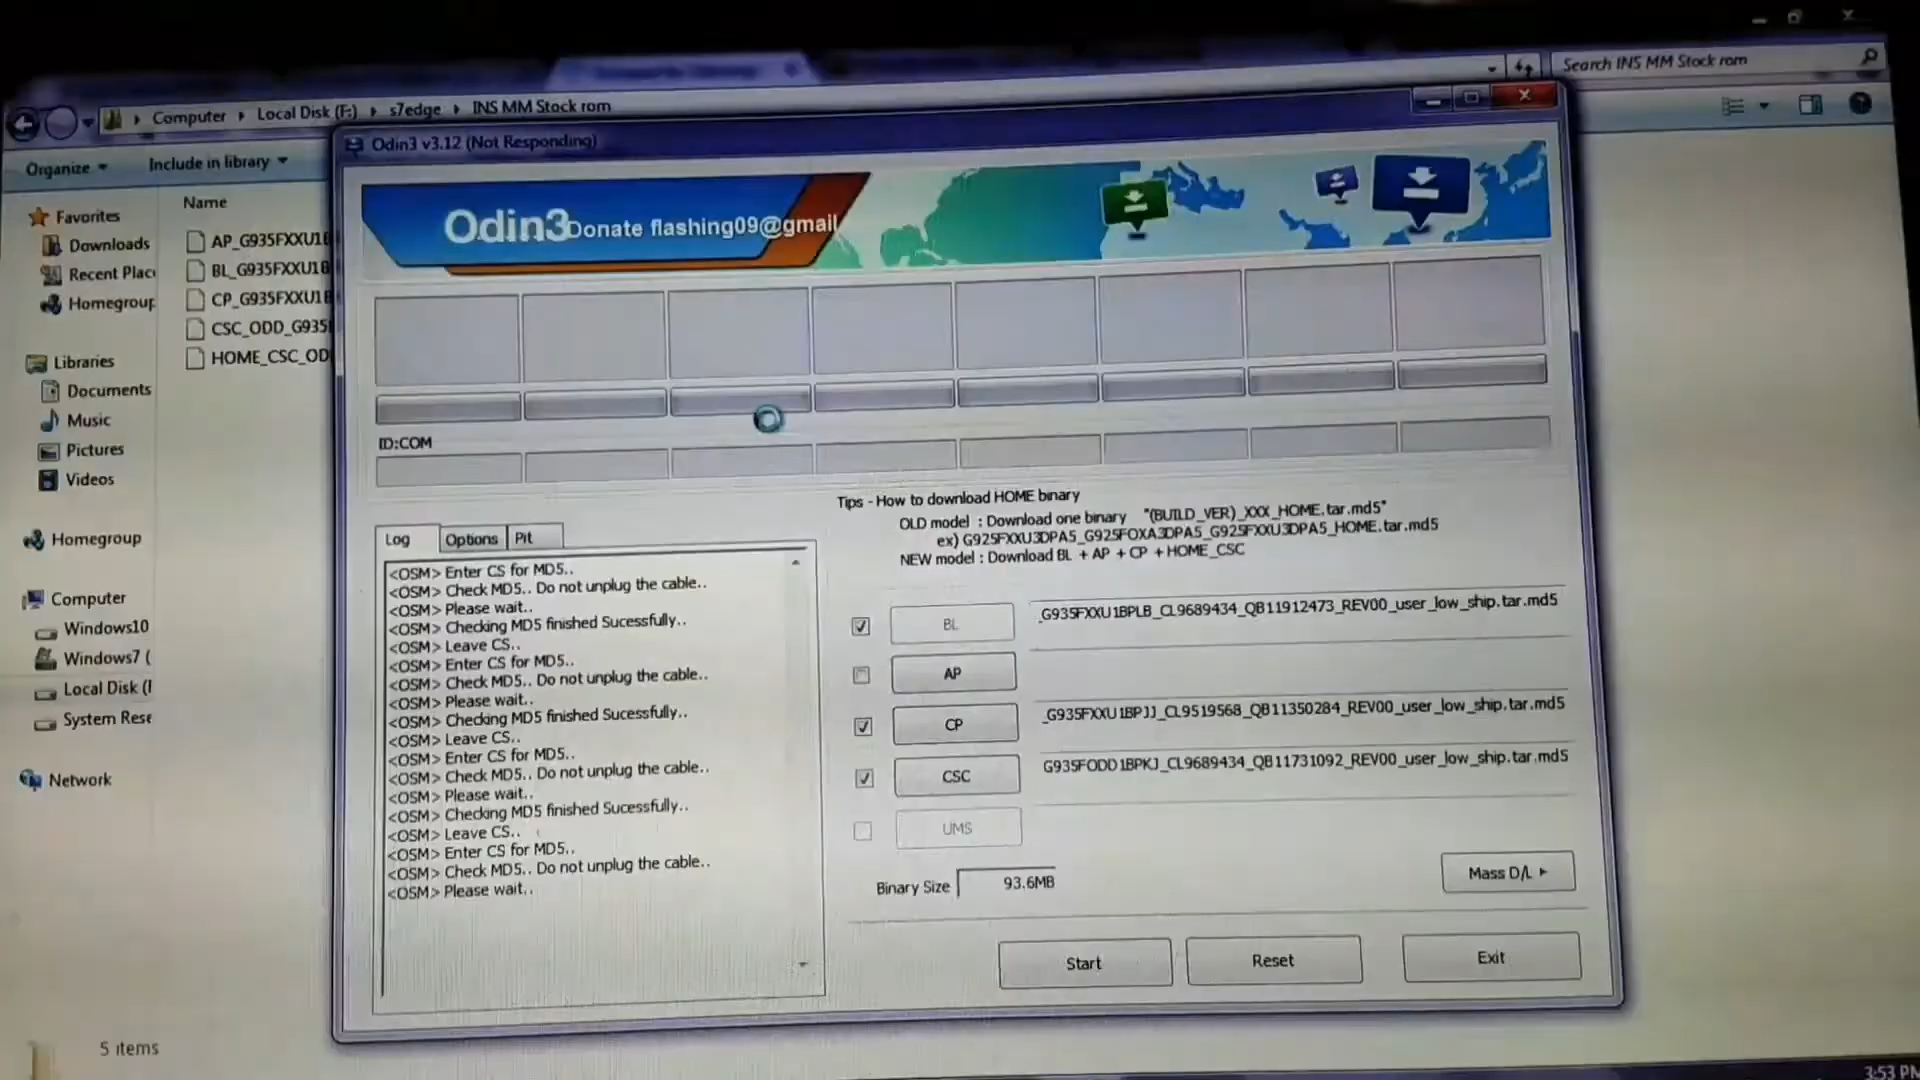 Search INS MM Stock rom
Computer Local Disk (F:) s7edge INS MM Stock rom
Organize Include in library
Odin3 v3.12 (Not Responding)
Name
Favorites
Downloads
Recent Plac
Homegroup
Libraries
Documents
Music
Pictures
Videos
Homegroup
Computer
Windows10
Windows7 (
Local Disk (
System Rese
Network
5 items
AP_G935FXXU1B
BL_G935FXXU1B
CP_G935FXXU1B
CSC_ODD_G935
HOME_CSC_OD
Odin3 Donate flashing09@gmail
ID:COM
Tips - How to download HOME binary
OLD model : Download one binary "(BUILD_VER)_XXX_HOME.tar.md5"
ex) G925FXXU3DPA5_G925FOXA3DPA5_G925FXXU3DPA5_HOME.tar.md5
NEW model : Download BL + AP + CP + HOME_CSC
Log Options Pit
<OSM> Enter CS for MD5..
<OSM> Check MD5.. Do not unplug the cable..
<OSM> Please wait..
<OSM> Checking MD5 finished Sucessfully..
<OSM> Leave CS..
<OSM> Enter CS for MD5..
<OSM> Check MD5.. Do not unplug the cable..
<OSM> Please wait..
<OSM> Checking MD5 finished Sucessfully..
<OSM> Leave CS..
<OSM> Enter CS for MD5..
<OSM> Check MD5.. Do not unplug the cable..
<OSM> Please wait..
<OSM> Checking MD5 finished Sucessfully..
<OSM> Leave CS..
<OSM> Enter CS for MD5..
<OSM> Check MD5.. Do not unplug the cable..
<OSM> Please wait..
BL _G935FXXU1BPLB_CL9689434_QB11912473_REV00_user_low_ship.tar.md5
AP
CP _G935FXXU1BPJJ_CL9519568_QB11350284_REV00_user_low_ship.tar.md5
CSC G935FODD1BPKJ_CL9689434_QB11731092_REV00_user_low_ship.tar.md5
UMS
Binary Size 93.6MB
Mass D/L
Start Reset Exit
3:53 PM